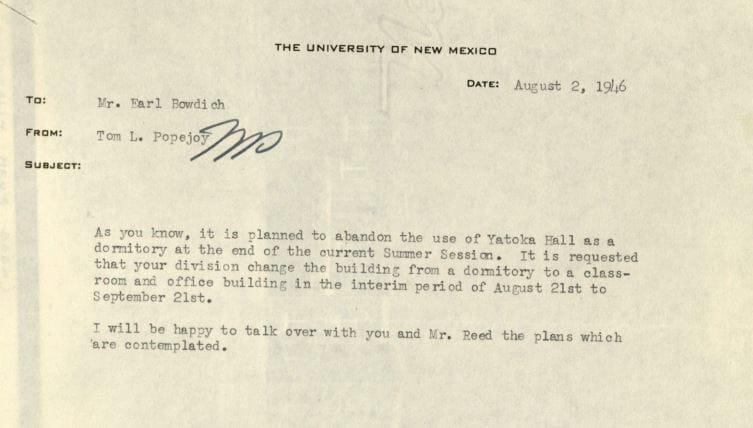 THE UNIVERSITY OF NEW MEXICO
DATE: August 2, 1946
TO: Mr. Earl Bowdich
FROM: Tom L. Popejoy
SUBJECT:
As you know, it is planned to abandon the use of Yatoka Hall as a
dormitory at the end of the current Summer Session. It is requested
that your division change the building from a dormitory to a class-
room and office building in the interim period of August 21st to
September 21st.
I will be happy to talk over with you and Mr. Reed the plans which
are contemplated.